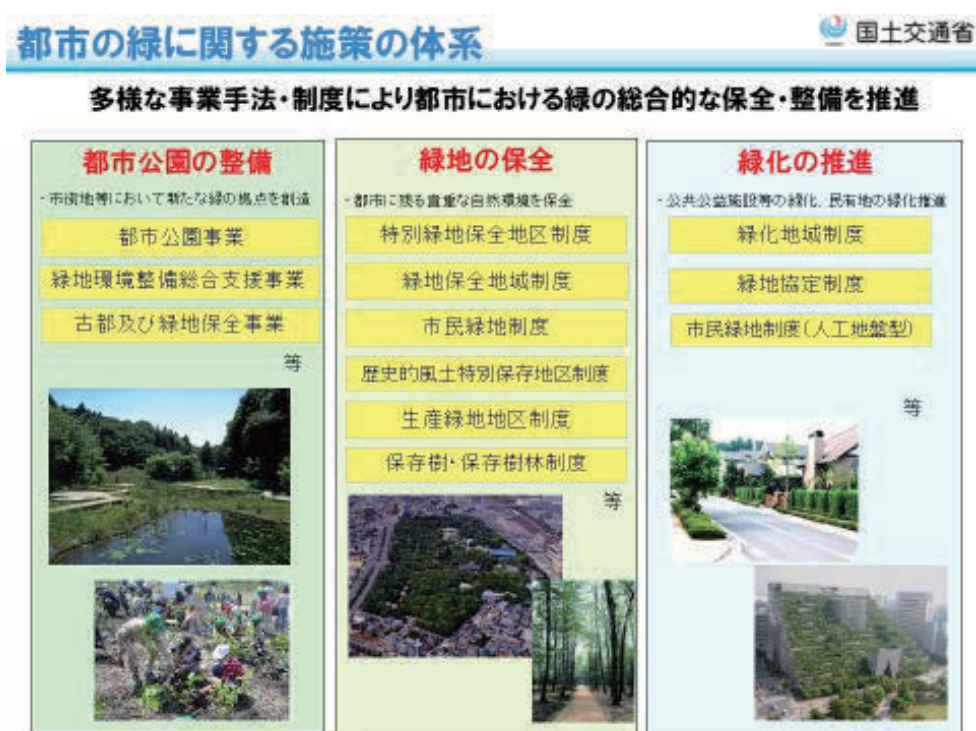 都市の緑に関する施策の体系
国土交通省
多様な事業手法・制度により都市における緑の総合的な保全・整備を推進
都市公園の整備
・市街地等において新たな緑の拠点を創造
都市公園事業
緑地環境整備総合支援事業
古都及び緑地保全事業
等
緑地の保全
・都市に残る貴重な自然環境を保全
特別緑地保全地区制度
緑地保全地域制度
市民緑地制度
歴史的風土特別保存地区制度
生産緑地地区制度
保存樹・保存樹林制度
等
緑化の推進
・公共公益施設等の緑化、民有地の緑化推進
緑化地域制度
緑地協定制度
市民緑地制度(人工地盤型)
等